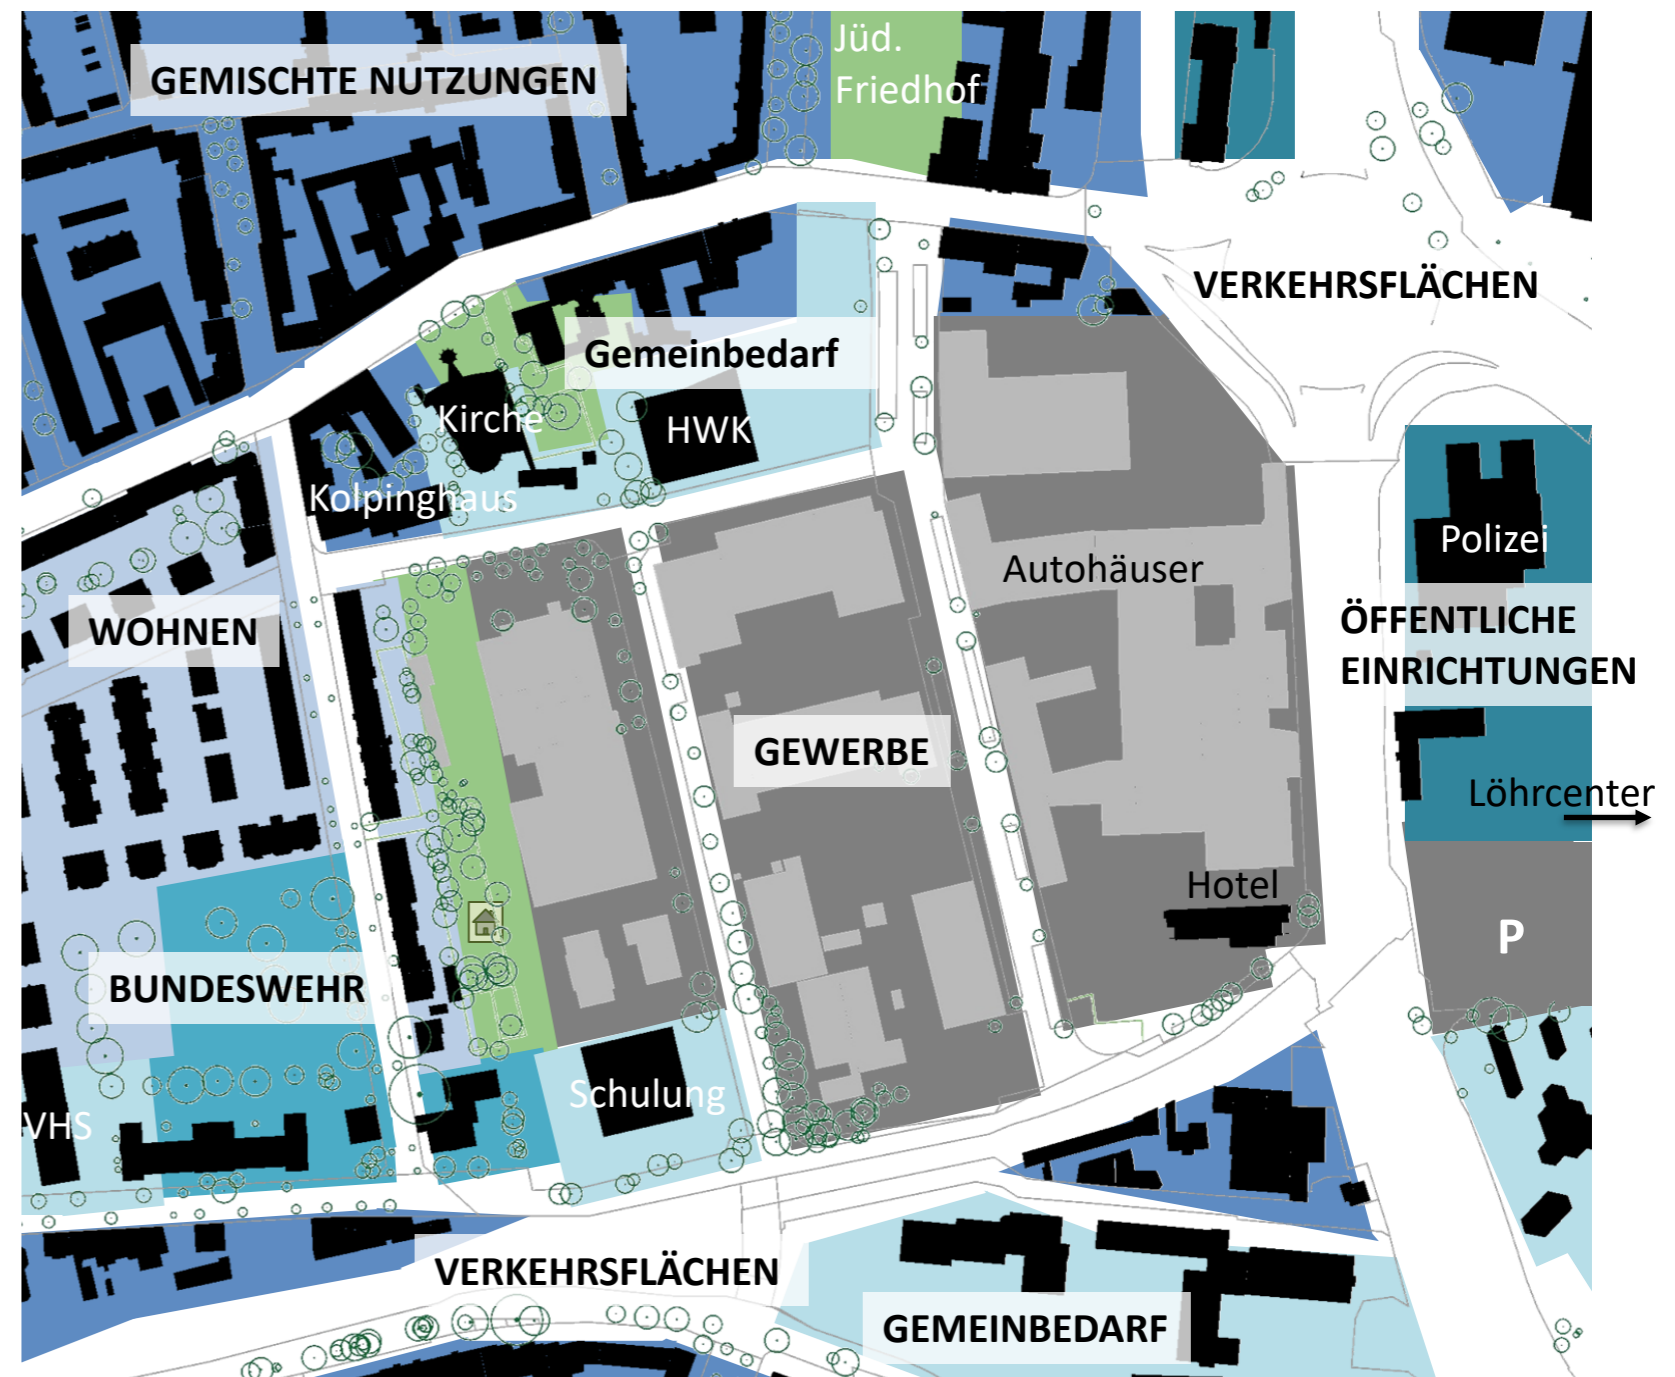 Jüd.
Friedhof
GEMISCHTE NUTZUNGEN
VERKEHRSFLÄCHEN
Gemeinbedarf
Kirche
HWK
Kolpinghaus
Polizei
Autohäuser
WOHNEN
ÖFFENTLICHE
EINRICHTUNGEN
GEWERBE
Löhrcenter
Hotel
P
BUNDESWEHR
Schulung
VHS
VERKEHRSFLÄCHEN
GEMEINBEDARF